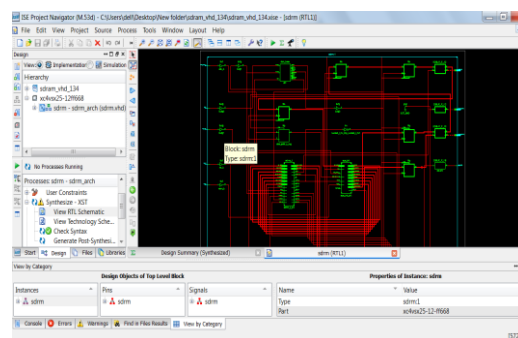 ISE Project Navigator (M.53d) - C:\Users\dell\Desktop\New folder\sdram_vhd_134\sdram_vhd_134.xise - [sdrm (RTL1)]
File Edit View Project Source Process Tools Window Layout Help
Design
View: Implementation Simulation
Hierarchy
sdram_vhd_134
xc4vsx25-12ff668
sdrm - sdrm_arch (sdrm.vhd)
No Processes Running
Processes: sdrm - sdrm_arch
User Constraints
Synthesize - XST
View RTL Schematic
View Technology Sche...
Check Syntax
Generate Post-Synthesi...
Block: sdrm
Type: sdrm:1
Start Design Files Libraries
Design Summary (Synthesized)
sdrm (RTL1)
View by Category
Design Objects of Top Level Block
Properties of Instance: sdrm
Instances Pins Signals Name Value
sdrm sdrm sdrm Type sdrm:1
Part xc4vsx25-12-ff668
Console Errors Warnings Find in Files Results View by Category